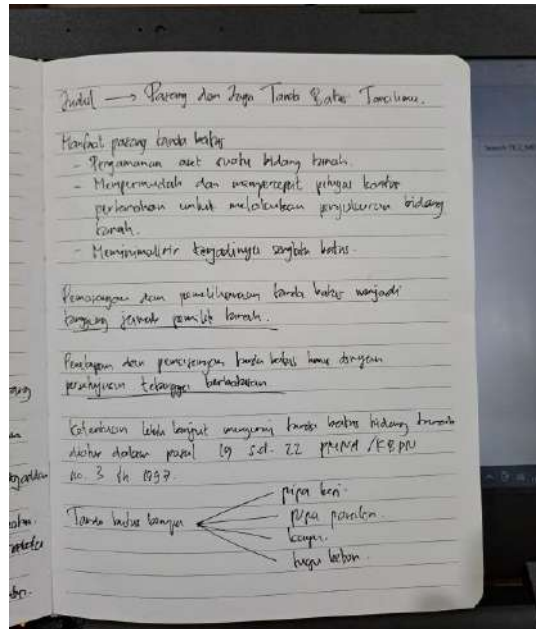 Judul → Pasang dan Jaga Tanda Batas Tanahmu.
Manfaat pasang tanda batas
- Pengamanan aset suatu bidang tanah.
- Mempermudah dan mempercepat petugas kantor
pertanahan untuk melakukan pengukuran bidang
tanah.
- Meminimalisir terjadinya sengketa batas.
Pemasangan dan pemeliharaan tanda batas menjadi
tanggung jawab pemilik tanah.
Penetapan dan pemasangan tanda batas harus dengan
persetujuan tetangga berbatasan
Ketentuan lebih lanjut mengenai tanda batas bidang tanah
diatur dalam pasal 19 s.d. 22 PMNA/KBPN
no. 3 th 1997.
Tanda batas berupa
pipa besi.
pipa paralon.
kayu.
tugu beton.